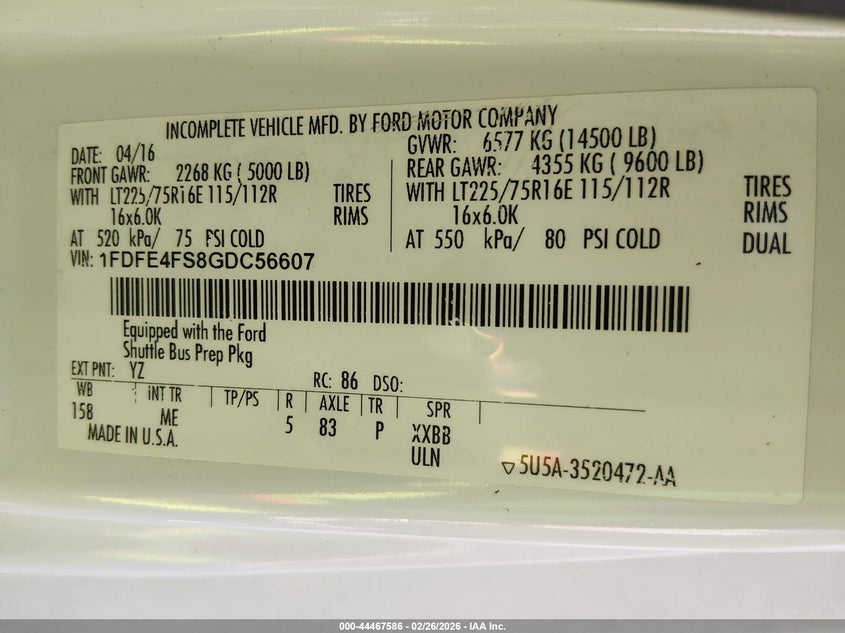 INCOMPLETE VEHICLE MFD. BY FORD MOTOR COMPANY
DATE: 04/16
GVWR: 6577 KG (14500 LB)
FRONT GAWR: 2268 KG ( 5000 LB)
REAR GAWR: 4355 KG ( 9600 LB)
WITH LT225/75R16E 115/112R TIRES
WITH LT225/75R16E 115/112R TIRES
16x6.0K RIMS
16x6.0K RIMS
AT 520 kPa/ 75 PSI COLD
AT 550 kPa/ 80 PSI COLD DUAL
VIN: 1FDFE4FS8GDC56607
Equipped with the Ford
Shuttle Bus Prep Pkg
EXT PNT: YZ
RC: 86 DSO:
WB INT TR TP/PS R AXLE TR SPR
158 ME 5 83 P XXBB
MADE IN U.S.A.
ULN
5U5A-3520472-AA
000-44467586 - 02/26/2026 - IAA Inc.